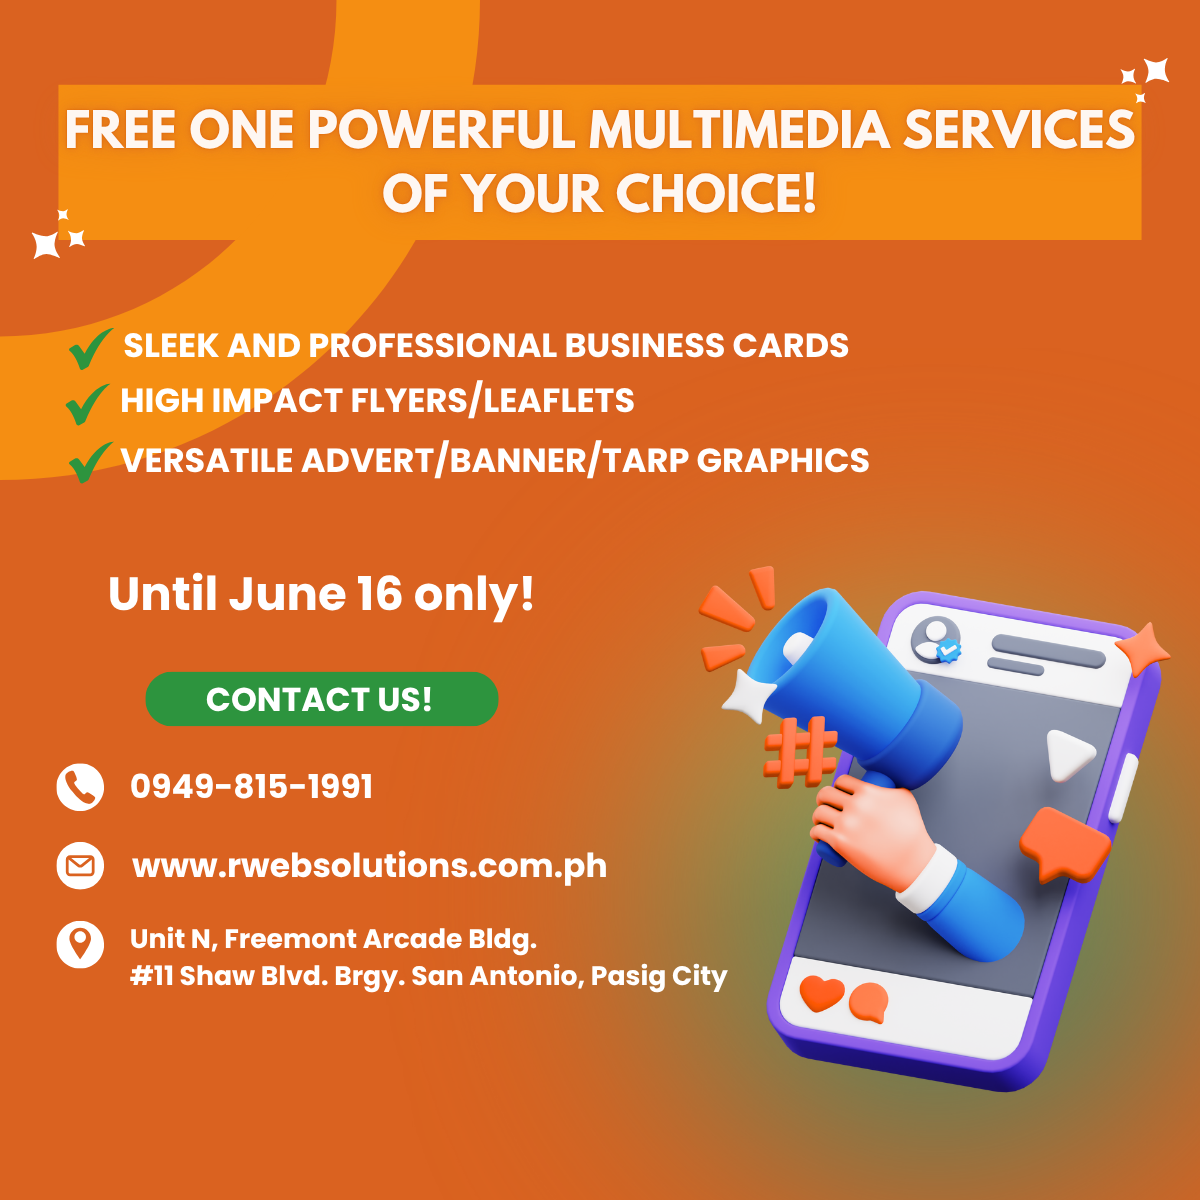 FREE ONE POWERFUL MULTIMEDIA SERVICES
OF YOUR CHOICE!
SLEEK AND PROFESSIONAL BUSINESS CARDS
HIGH IMPACT FLYERS/LEAFLETS
VERSATILE ADVERT/BANNER/TARP GRAPHICS
Until June 16 only!
CONTACT US!
0949-815-1991
www.rwebsolutions.com.ph
Unit N, Freemont Arcade Bldg.
#11 Shaw Blvd. Brgy. San Antonio, Pasig City
#